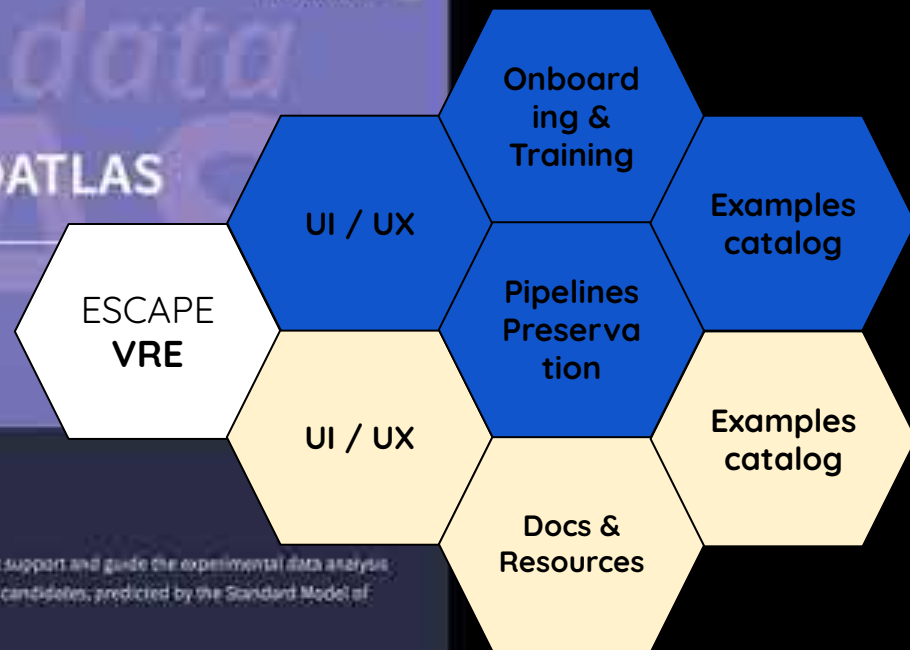 data
ATLAS
Onboard
ing &
Training
UI / UX
Examples
catalog
ESCAPE
VRE
Pipelines
Preserva
tion
UI / UX
Examples
catalog
Docs &
Resources
support and guide the experimental data analysis
candidates, predicted by the Standard Model of